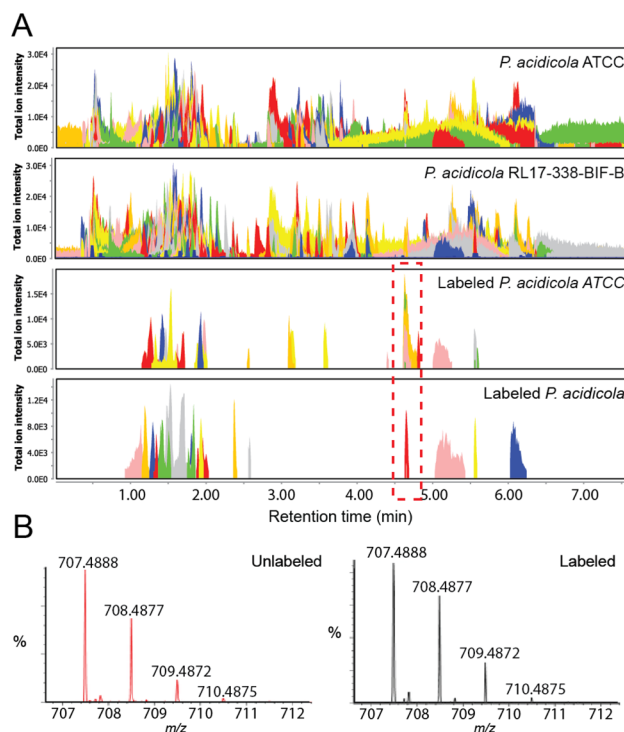 A
Total ion intensity
3.0E4
2.0E4
1.0E4
0.0E0
P. acidicola ATCC
Total ion intensity
3.0E4
2.0E4
1.0E4
0.0E0
P. acidicola RL17-338-BIF-B
Total ion intensity
1.5E4
1.0E4
5.0E3
0.0E0
Labeled P. acidicola ATCC
Total ion intensity
1.2E4
8.0E3
4.0E3
0.0E0
Labeled P. acidicola
1.00 2.00 3.00 4.00 5.00 6.00 7.00
Retention time (min)
B
707.4888
Unlabeled
708.4877
%
709.4872
710.4875
707 708 709 710 711 712
m/z
707.4888
Labeled
708.4877
%
709.4872
710.4875
707 708 709 710 711 712
m/z